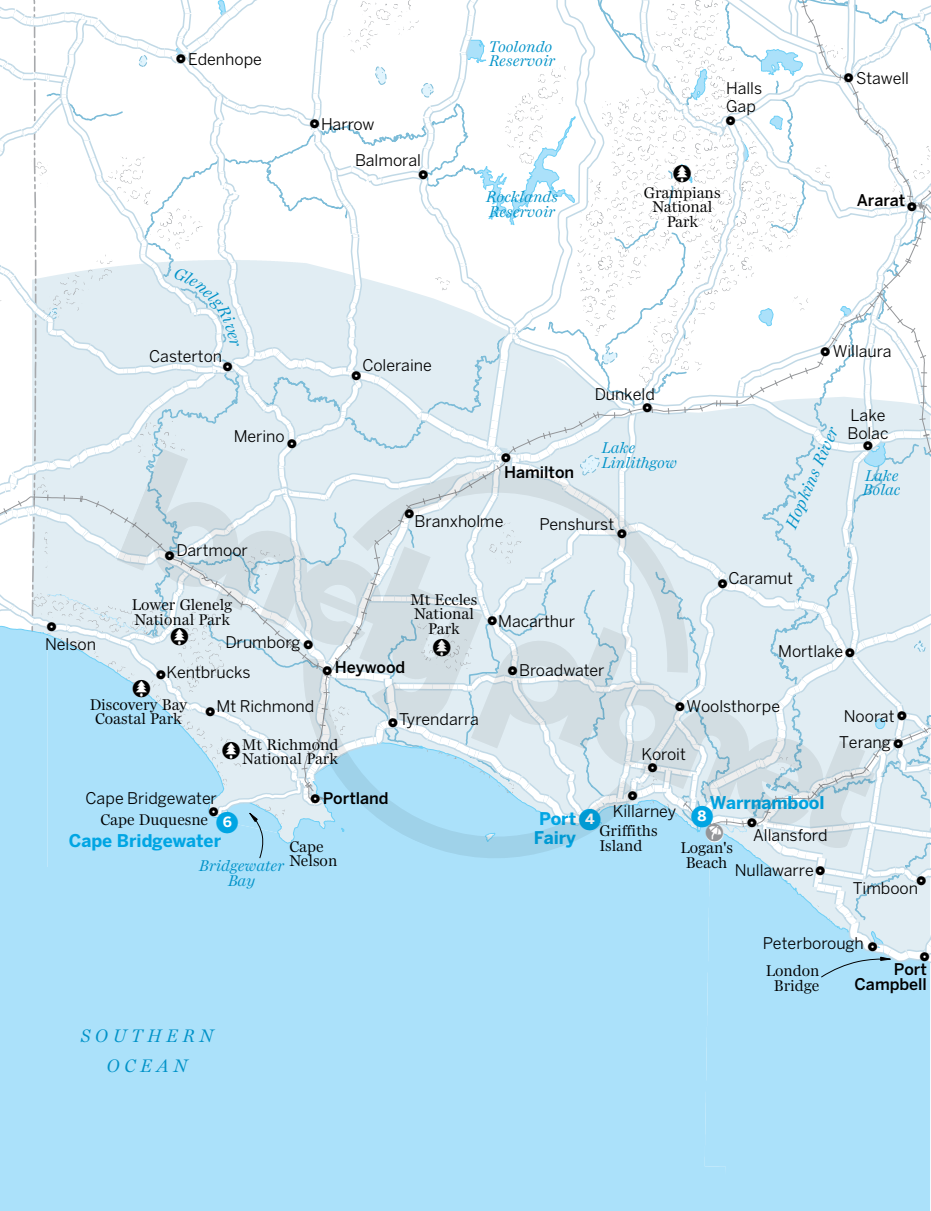 Edenhope
Toolondo
Reservoir
Stawell
Halls
Gap
Harrow
Balmoral
Rocklands
Reservoir
Grampians
National
Park
Ararat
Glenelg River
Casterton
Coleraine
Willaura
Dunkeld
Lake
Bolac
Merino
Hamilton
Lake
Linlithgow
Hopkins River
Lake
Bolac
Branxholme
Penshurst
Dartmoor
Caramut
Lower Glenelg
National Park
Mt Eccles
National
Park
Macarthur
Nelson
Drumborg
Heywood
Broadwater
Mortlake
Kentbrucks
Discovery Bay
Coastal Park
Mt Richmond
Tyrendarra
Woolsthorpe
Noorat
Terang
Mt Richmond
National Park
Koroit
Cape Bridgewater
Portland
Cape Duquesne
6
Cape Bridgewater
Bridgewater
Bay
Cape
Nelson
Port
Fairy
4
Killarney
Griffiths
Island
8
Warrnambool
Logan's
Beach
Allansford
Nullawarre
Timboon
Peterborough
London
Bridge
Port
Campbell
SOUTHERN
OCEAN
lonely planet